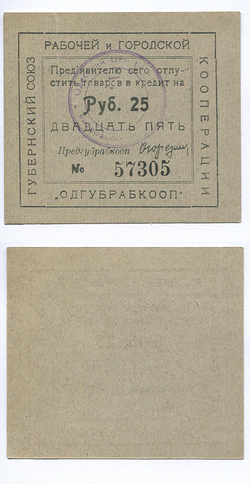 ГУБЕРНСКИЙ СОЮЗ
РАБОЧЕЙ и ГОРОДСКОЙ
КООПЕРАЦИИ
Предъявителю сего отпу-
стить товаров в кредит на
Руб. 25
ДВАДЦАТЬ ПЯТЬ
Предгубрабкооп
№ 57305
„ОДГУБРАБКООП"